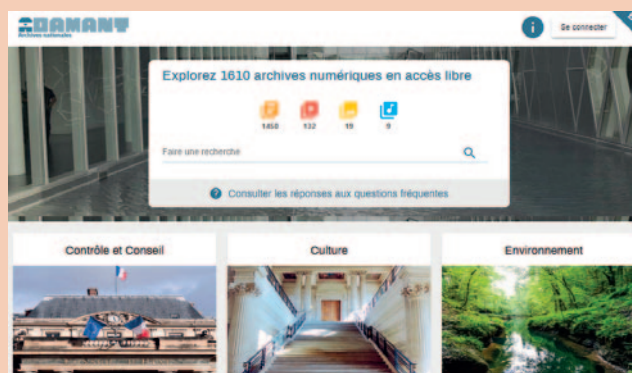 ADAMANT
Archives nationales
i
Se connecter
Explorez 1610 archives numériques en accès libre
1450 132 19 9
Faire une recherche
? Consulter les réponses aux questions fréquentes
Contrôle et Conseil
Culture
Environnement